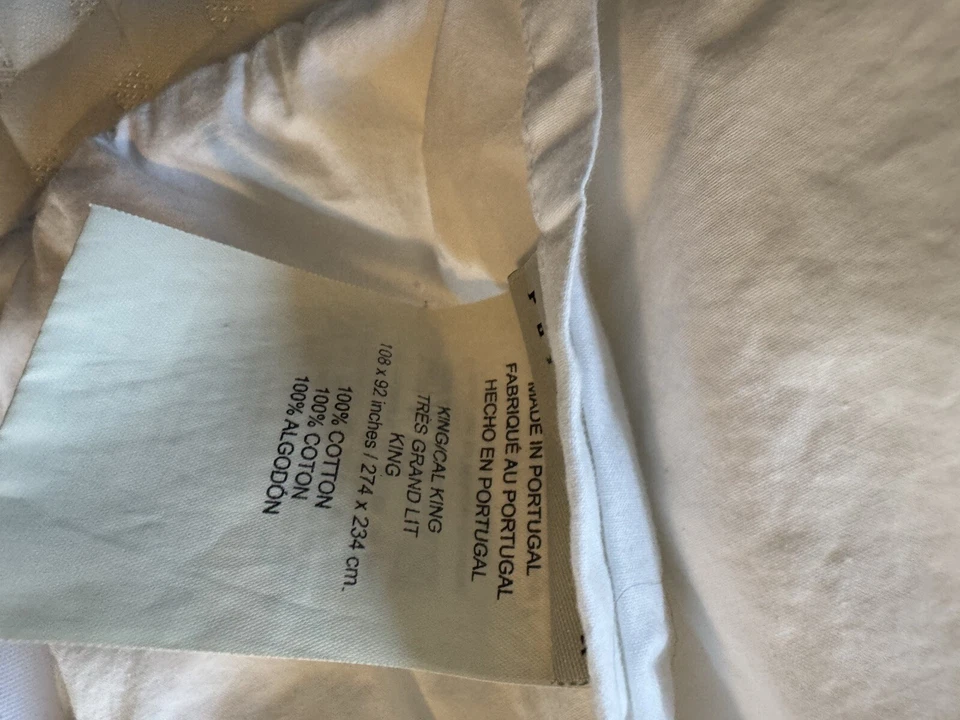 MADE IN PORTUGAL
FABRIQUÉ AU PORTUGAL
HECHO EN PORTUGAL
KING/CAL KING
TRÈS GRAND LIT
KING
108 x 92 inches / 274 x 234 cm.
100% COTTON
100% COTON
100% ALGODÓN